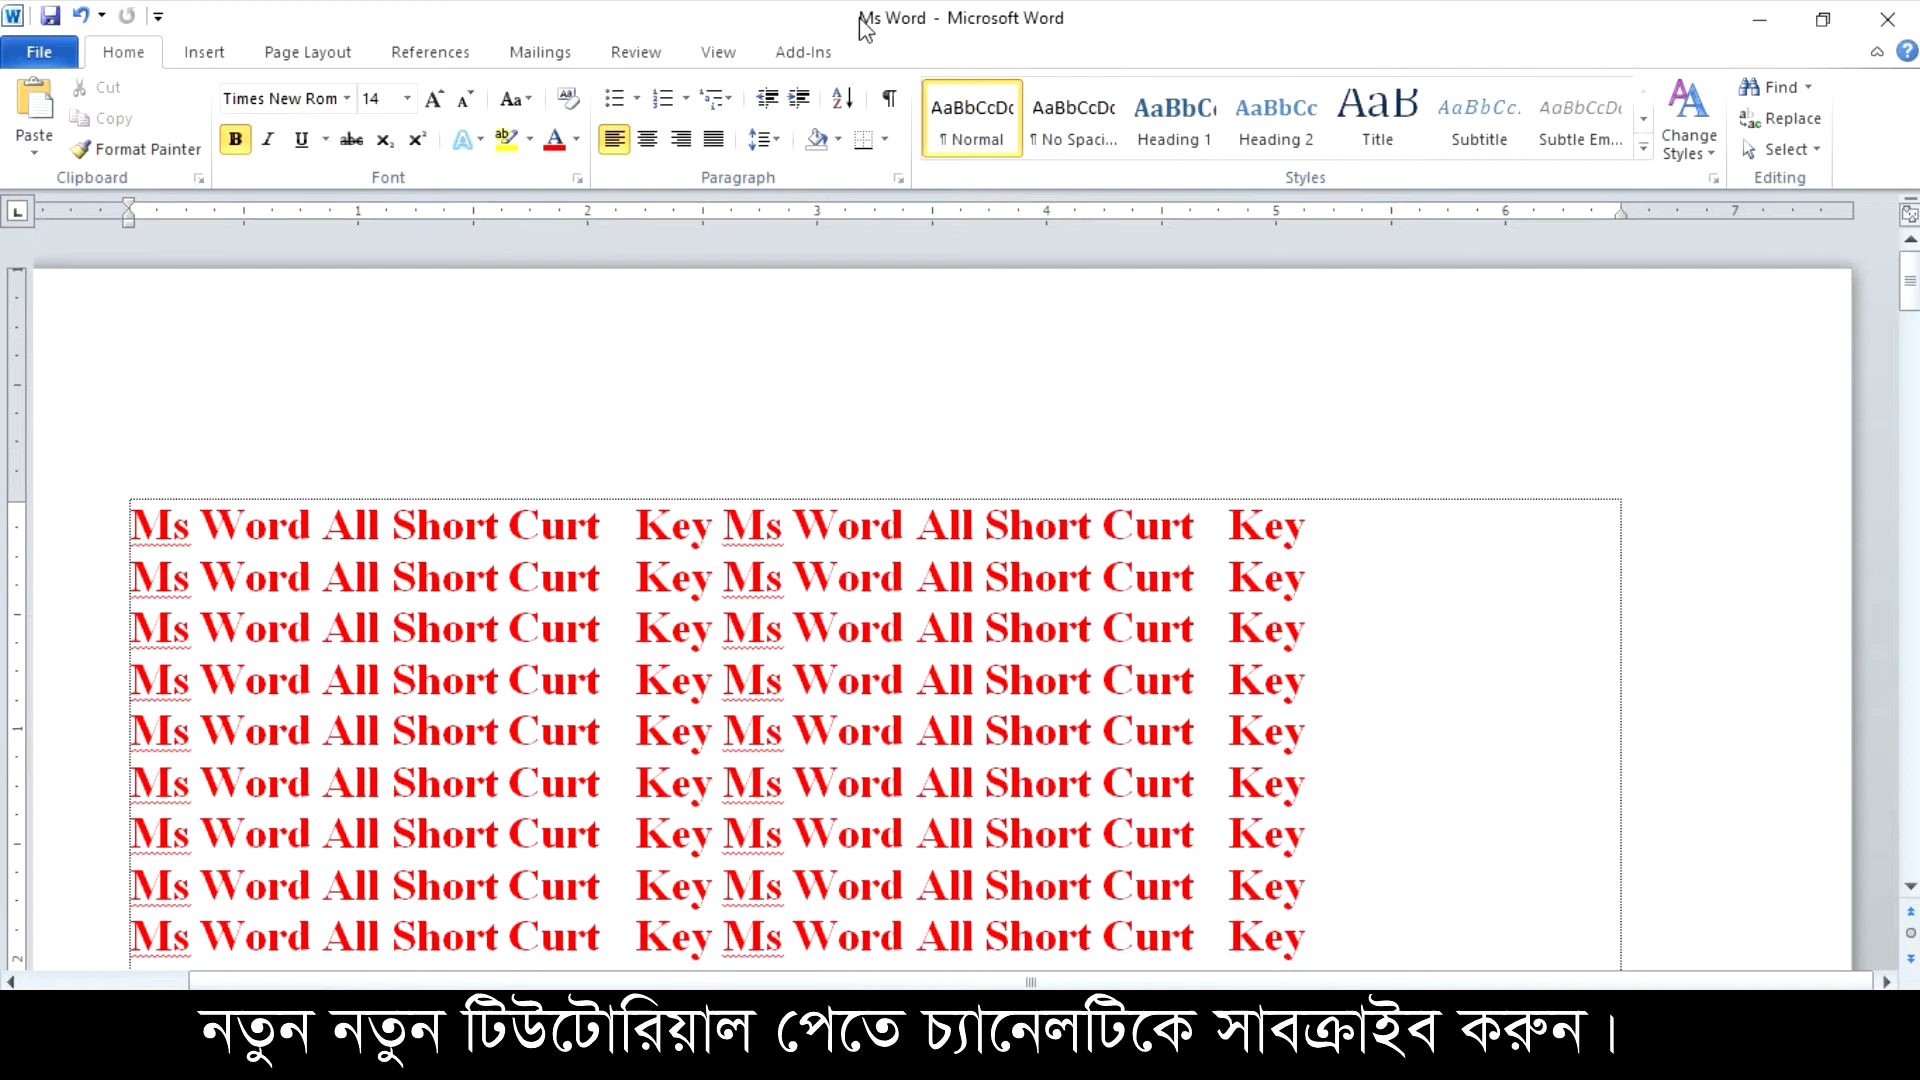 Ms Word - Microsoft Word
File Home Insert Page Layout References Mailings Review View Add-Ins
Paste Cut Copy Format Painter
Times New Rom 14
AaBbCcDc AaBbCcDc AaBbC AaBbCc AaB AaBbCc. AaBbCcDc
¶ Normal ¶ No Spaci... Heading 1 Heading 2 Title Subtitle Subtle Em...
Change Styles
Find
Replace
Select
Clipboard Font Paragraph Styles Editing
1 2 3 4 5 6 7
Ms Word All Short Curt Key Ms Word All Short Curt Key
Ms Word All Short Curt Key Ms Word All Short Curt Key
Ms Word All Short Curt Key Ms Word All Short Curt Key
Ms Word All Short Curt Key Ms Word All Short Curt Key
Ms Word All Short Curt Key Ms Word All Short Curt Key
Ms Word All Short Curt Key Ms Word All Short Curt Key
Ms Word All Short Curt Key Ms Word All Short Curt Key
Ms Word All Short Curt Key Ms Word All Short Curt Key
Ms Word All Short Curt Key Ms Word All Short Curt Key
নতুন নতুন টিউটোরিয়াল পেতে চ্যানেলটিকে সাবক্রাইব করুন।